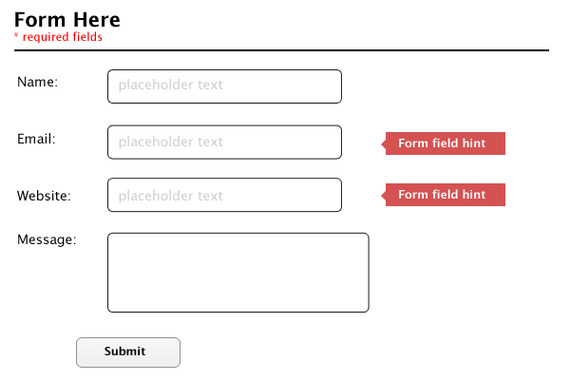 Form Here
* required fields
Name:
placeholder text
Email:
placeholder text
Form field hint
Website:
placeholder text
Form field hint
Message:
Submit